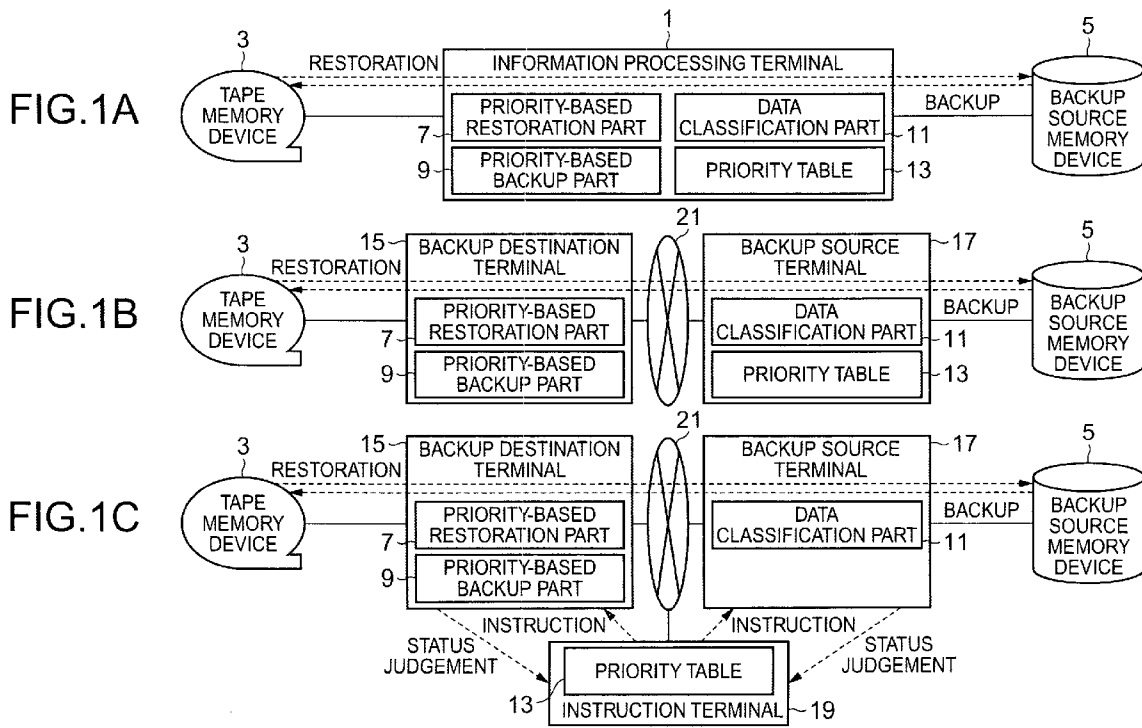 FIG.1A
3
TAPE
MEMORY
DEVICE
RESTORATION
1
INFORMATION PROCESSING TERMINAL
PRIORITY-BASED
RESTORATION PART
7
PRIORITY-BASED
BACKUP PART
9
DATA
CLASSIFICATION PART
11
PRIORITY TABLE
13
BACKUP
5
BACKUP
SOURCE
MEMORY
DEVICE
FIG.1B
3
TAPE
MEMORY
DEVICE
RESTORATION
15
BACKUP DESTINATION
TERMINAL
PRIORITY-BASED
RESTORATION PART
7
PRIORITY-BASED
BACKUP PART
9
21
BACKUP SOURCE
TERMINAL
17
DATA
CLASSIFICATION PART
11
PRIORITY TABLE
13
BACKUP
5
BACKUP
SOURCE
MEMORY
DEVICE
FIG.1C
3
TAPE
MEMORY
DEVICE
RESTORATION
15
BACKUP DESTINATION
TERMINAL
PRIORITY-BASED
RESTORATION PART
7
PRIORITY-BASED
BACKUP PART
9
21
BACKUP SOURCE
TERMINAL
17
DATA
CLASSIFICATION PART
11
BACKUP
5
BACKUP
SOURCE
MEMORY
DEVICE
STATUS
JUDGEMENT
INSTRUCTION
INSTRUCTION
STATUS
JUDGEMENT
PRIORITY TABLE
13
INSTRUCTION TERMINAL
19